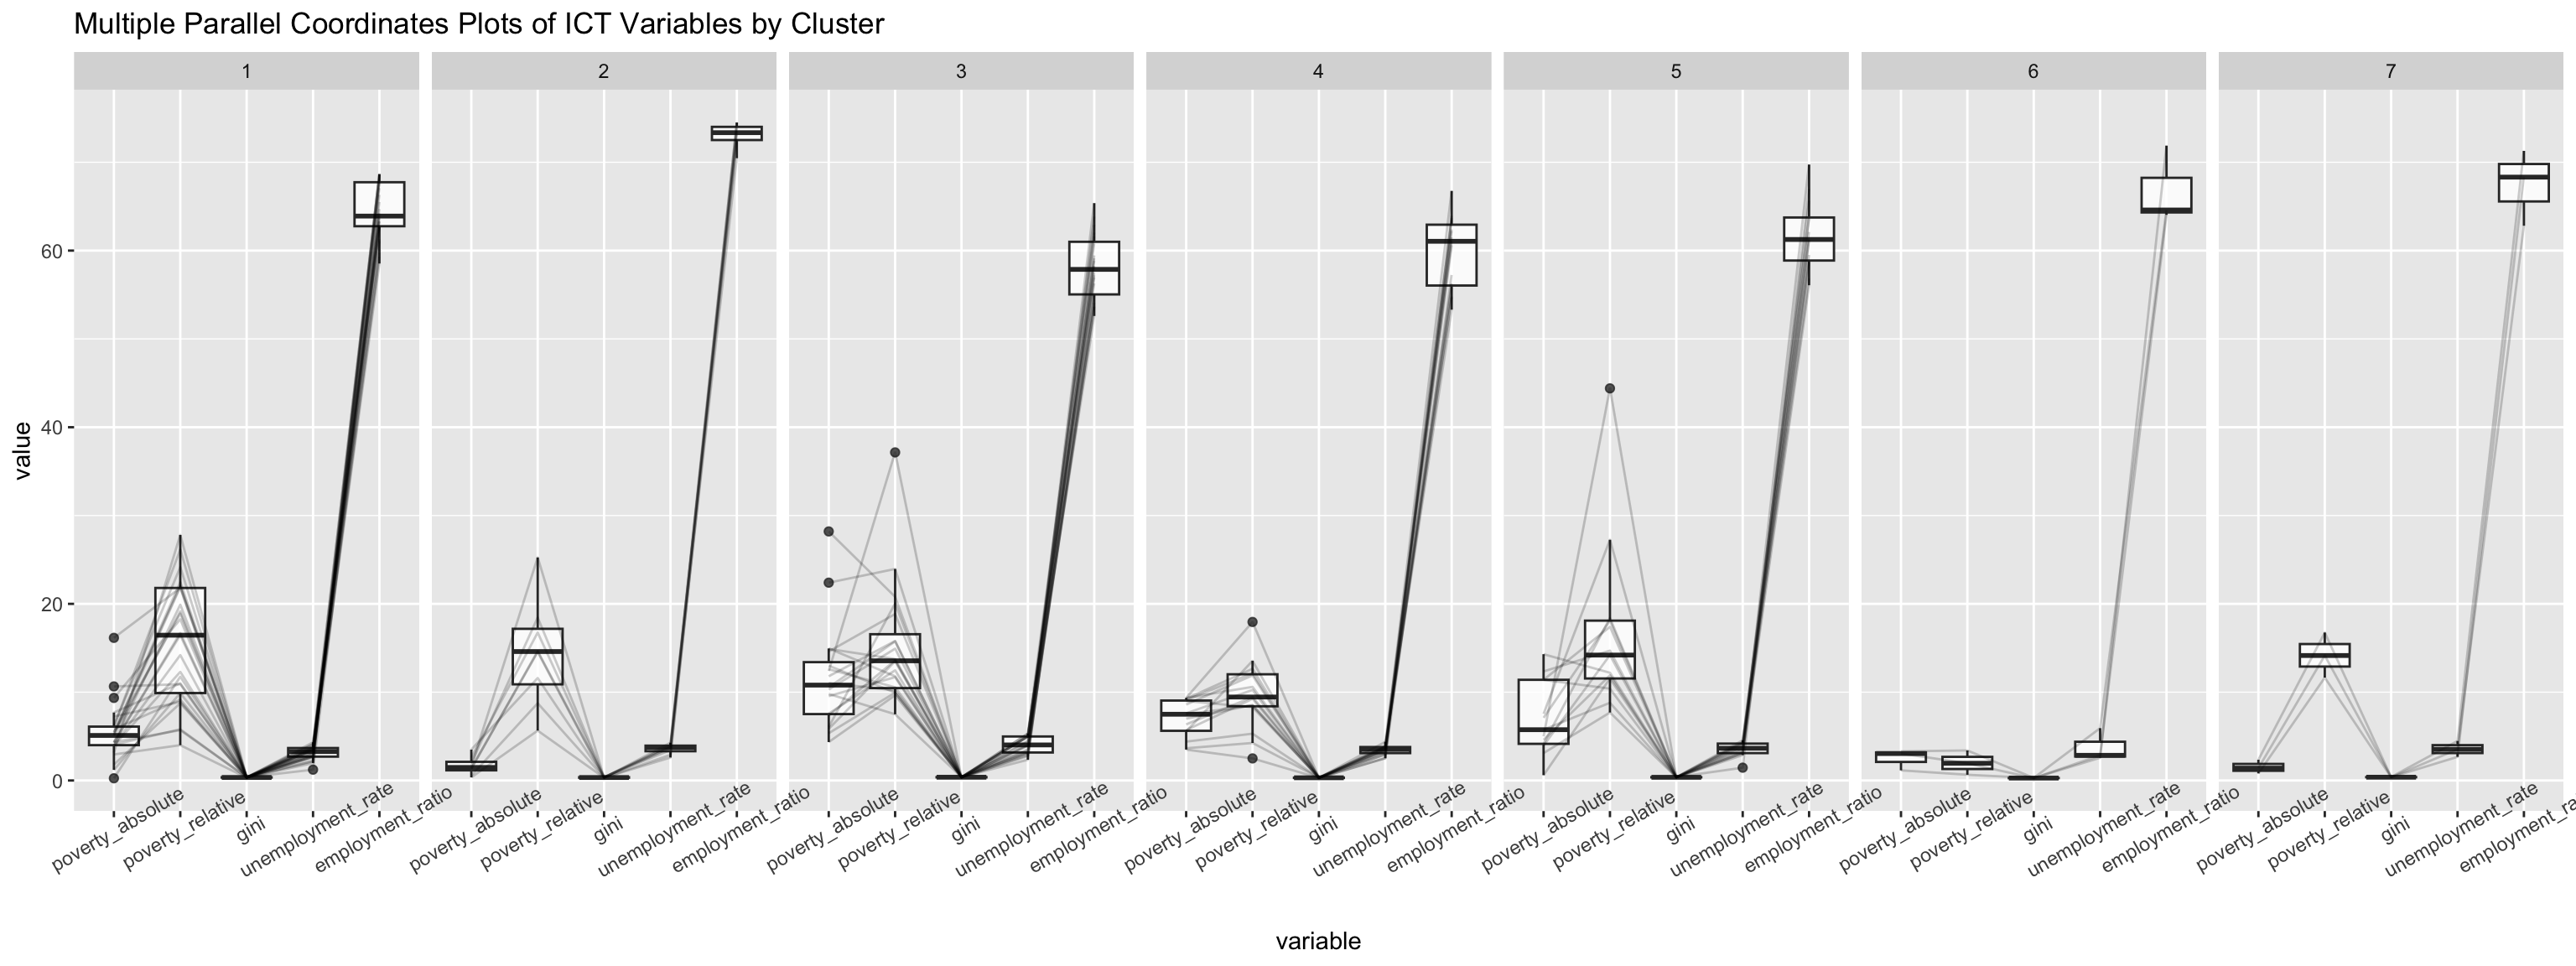 Multiple Parallel Coordinates Plots of ICT Variables by Cluster
1 2 3 4 5 6 7
value
60
40
20
0
poverty_absolute poverty_relative gini unemployment_rate employment_ratio poverty_absolute poverty_relative gini unemployment_rate employment_ratio poverty_absolute poverty_relative gini unemployment_rate employment_ratio poverty_absolute poverty_relative gini unemployment_rate employment_ratio poverty_absolute poverty_relative gini unemployment_rate employment_ratio poverty_absolute poverty_relative gini unemployment_rate employment_ratio poverty_absolute poverty_relative gini unemployment_rate employment_ra
variable